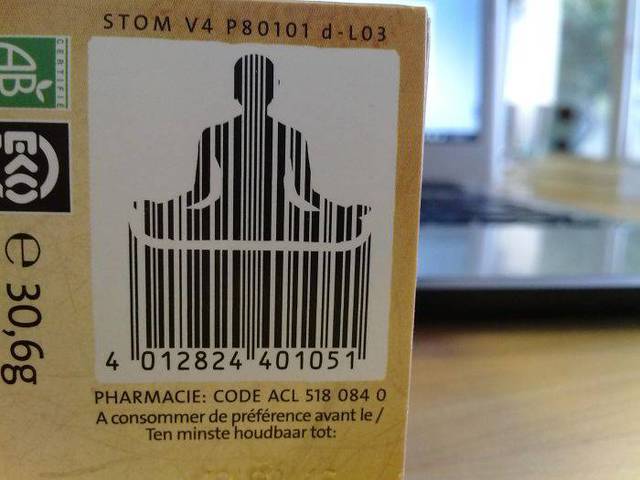 STOM V4 P80101 d-L03
AB
CERTIFIÉ
ECO
e 30,6g
4 012824 401051
PHARMACIE: CODE ACL 518 084 0
A consommer de préférence avant le /
Ten minste houdbaar tot: